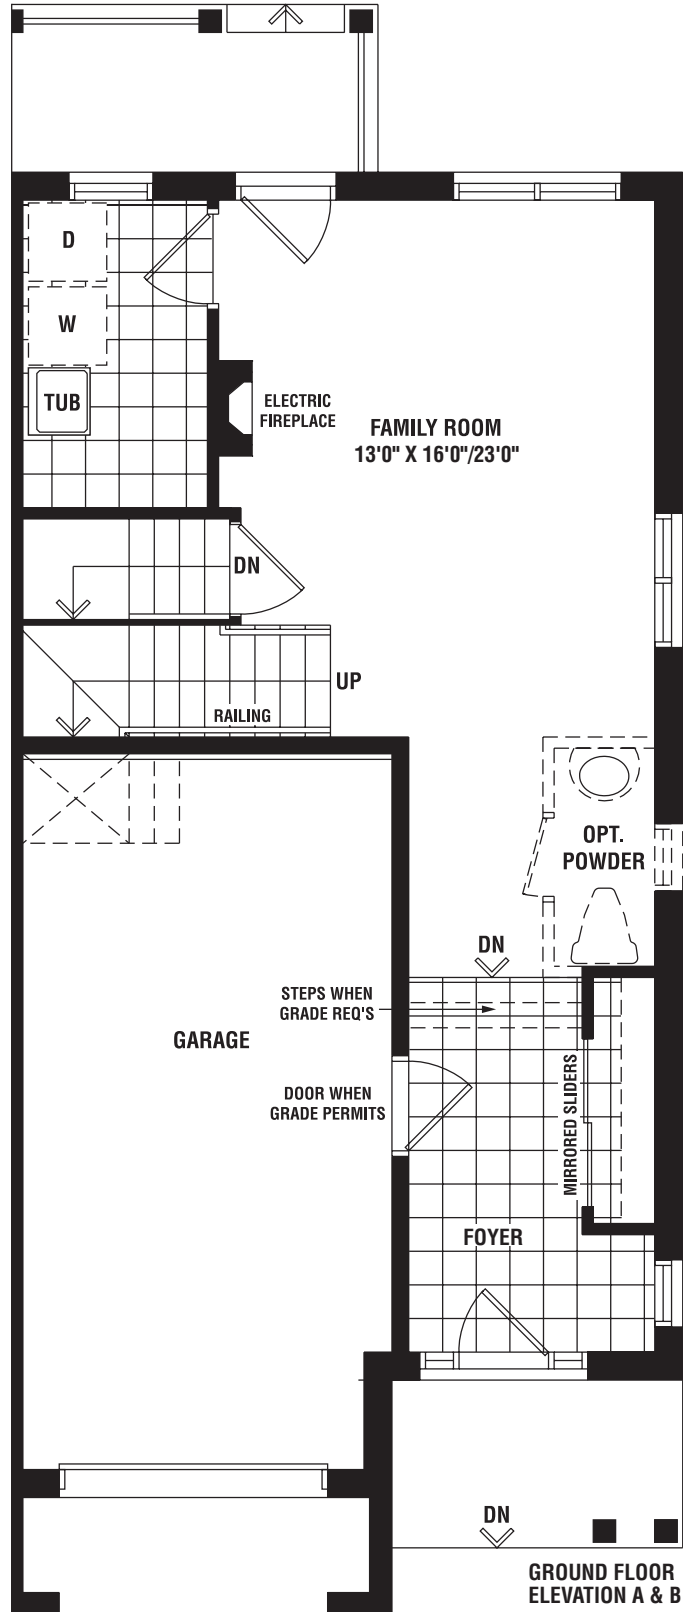 D
W
TUB
ELECTRIC
FIREPLACE
FAMILY ROOM
13'0" X 16'0"/23'0"
DN
UP
RAILING
OPT.
POWDER
DN
STEPS WHEN
GRADE REQ'S
GARAGE
DOOR WHEN
GRADE PERMITS
MIRRORED SLIDERS
FOYER
DN
GROUND FLOOR
ELEVATION A & B